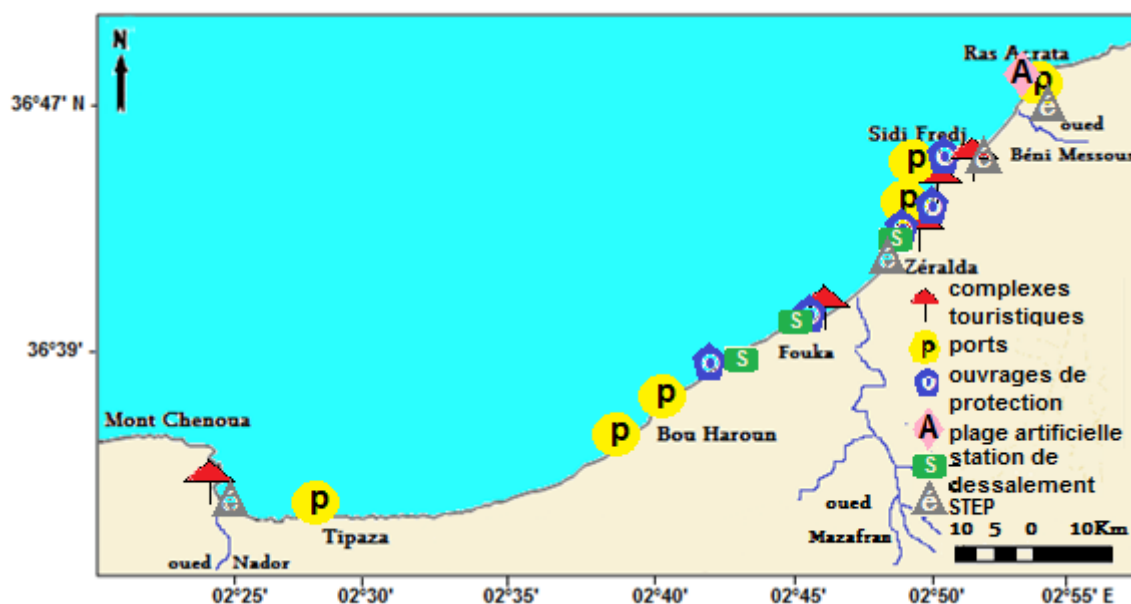 N
Ras Acrata
A
p
e
36°47' N
oued
Béni Messous
Sidi Fredj
p
o
e
p
o
s
e
Zéralda
complexes
touristiques
p
ports
o
ouvrages de
protection
A
plage artificielle
s
station de
dessalement
e
STEP
10 5 0 10Km
36°39'
s
o
Fouka
o
s
p
Bou Haroun
p
Mont Chenoua
e
p
Tipaza
oued Nador
oued
Mazafran
02°25' 02°30' 02°35' 02°40' 02°45' 02°50' 02°55' E